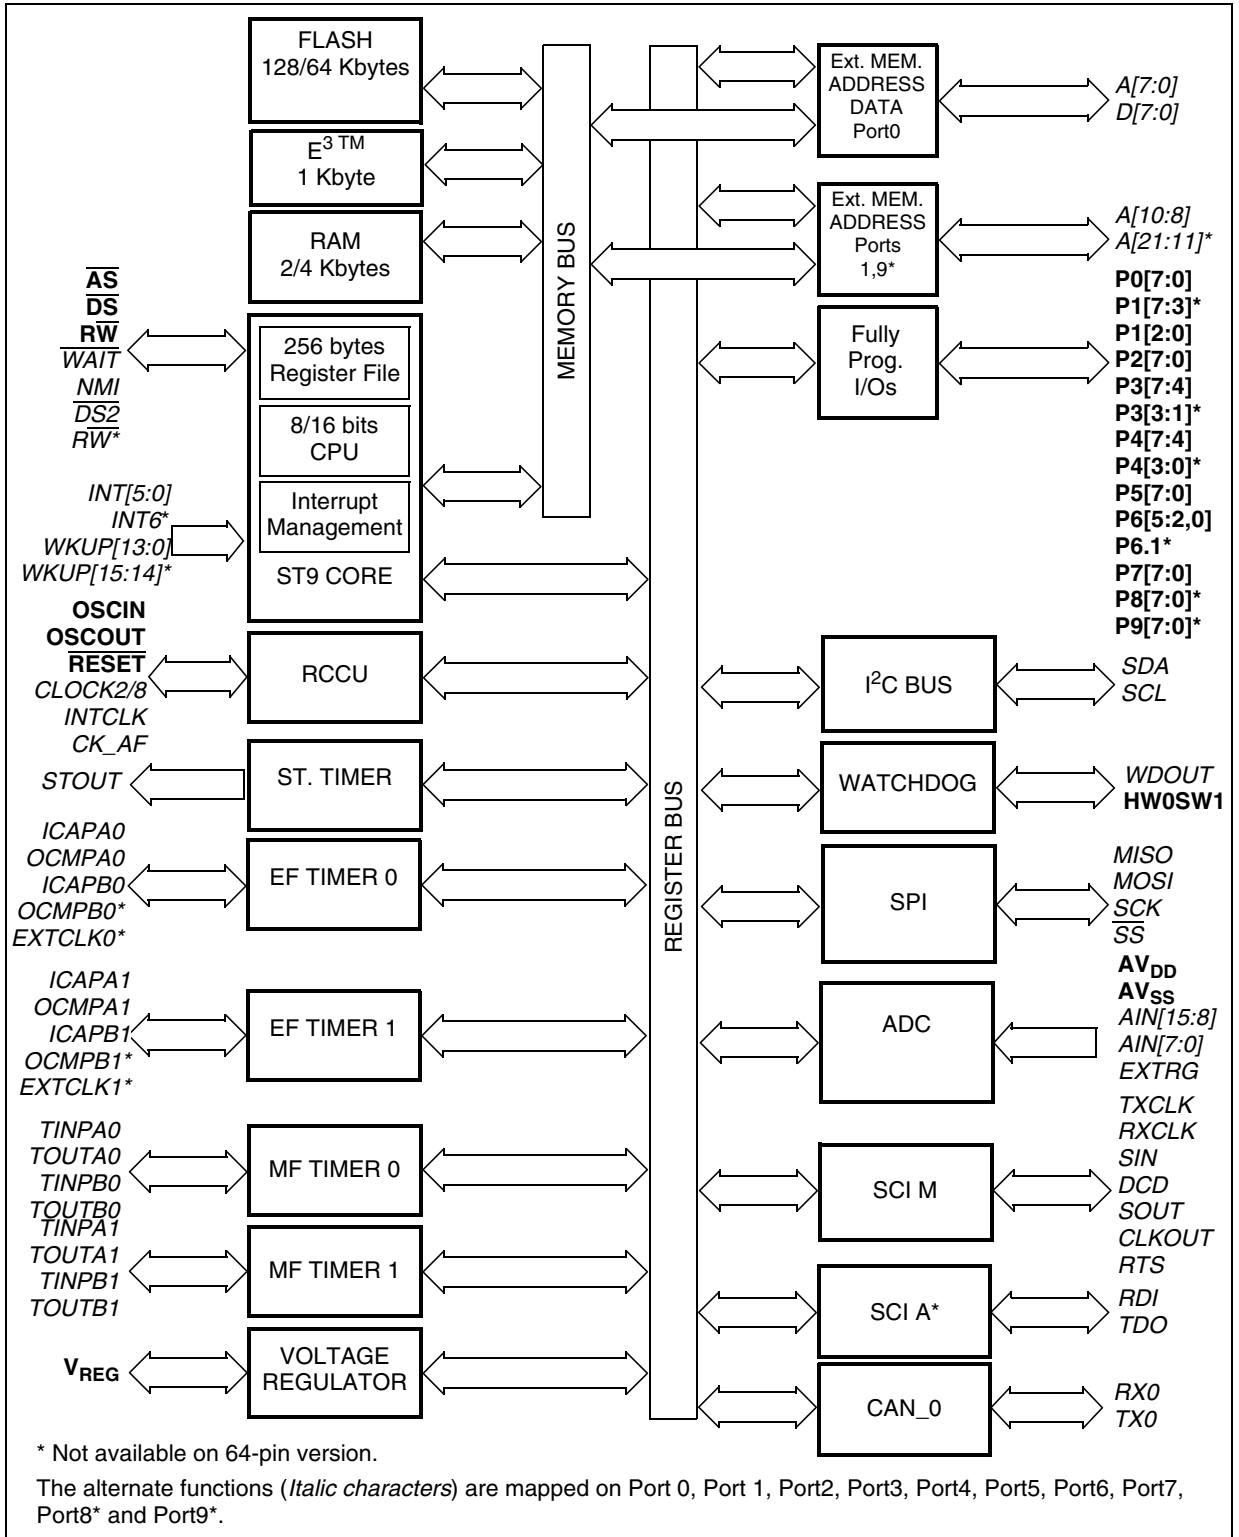 FLASH
128/64 Kbytes
E3 TM
1 Kbyte
RAM
2/4 Kbytes
AS
DS
RW
WAIT
NMI
DS2
RW*
256 bytes
Register File
8/16 bits
CPU
Interrupt
Management
ST9 CORE
INT[5:0]
INT6*
WKUP[13:0]
WKUP[15:14]*
OSCIN
OSCOUT
RESET
CLOCK2/8
INTCLK
CK_AF
RCCU
STOUT
ST. TIMER
ICAPA0
OCMPA0
ICAPB0
OCMPB0*
EXTCLK0*
EF TIMER 0
ICAPA1
OCMPA1
ICAPB1
OCMPB1*
EXTCLK1*
EF TIMER 1
TINPA0
TOUTA0
TINPB0
TOUTB0
MF TIMER 0
TINPA1
TOUTA1
TINPB1
TOUTB1
MF TIMER 1
VREG
VOLTAGE
REGULATOR
MEMORY BUS
REGISTER BUS
Ext. MEM.
ADDRESS
DATA
Port0
A[7:0]
D[7:0]
Ext. MEM.
ADDRESS
Ports
1,9*
A[10:8]
A[21:11]*
Fully
Prog.
I/Os
P0[7:0]
P1[7:3]*
P1[2:0]
P2[7:0]
P3[7:4]
P3[3:1]*
P4[7:4]
P4[3:0]*
P5[7:0]
P6[5:2,0]
P6.1*
P7[7:0]
P8[7:0]*
P9[7:0]*
I2C BUS
SDA
SCL
WATCHDOG
WDOUT
HW0SW1
SPI
MISO
MOSI
SCK
SS
ADC
AVDD
AVSS
AIN[15:8]
AIN[7:0]
EXTRG
SCI M
TXCLK
RXCLK
SIN
DCD
SOUT
CLKOUT
RTS
SCI A*
RDI
TDO
CAN_0
RX0
TX0
* Not available on 64-pin version.
The alternate functions (Italic characters) are mapped on Port 0, Port 1, Port2, Port3, Port4, Port5, Port6, Port7,
Port8* and Port9*.